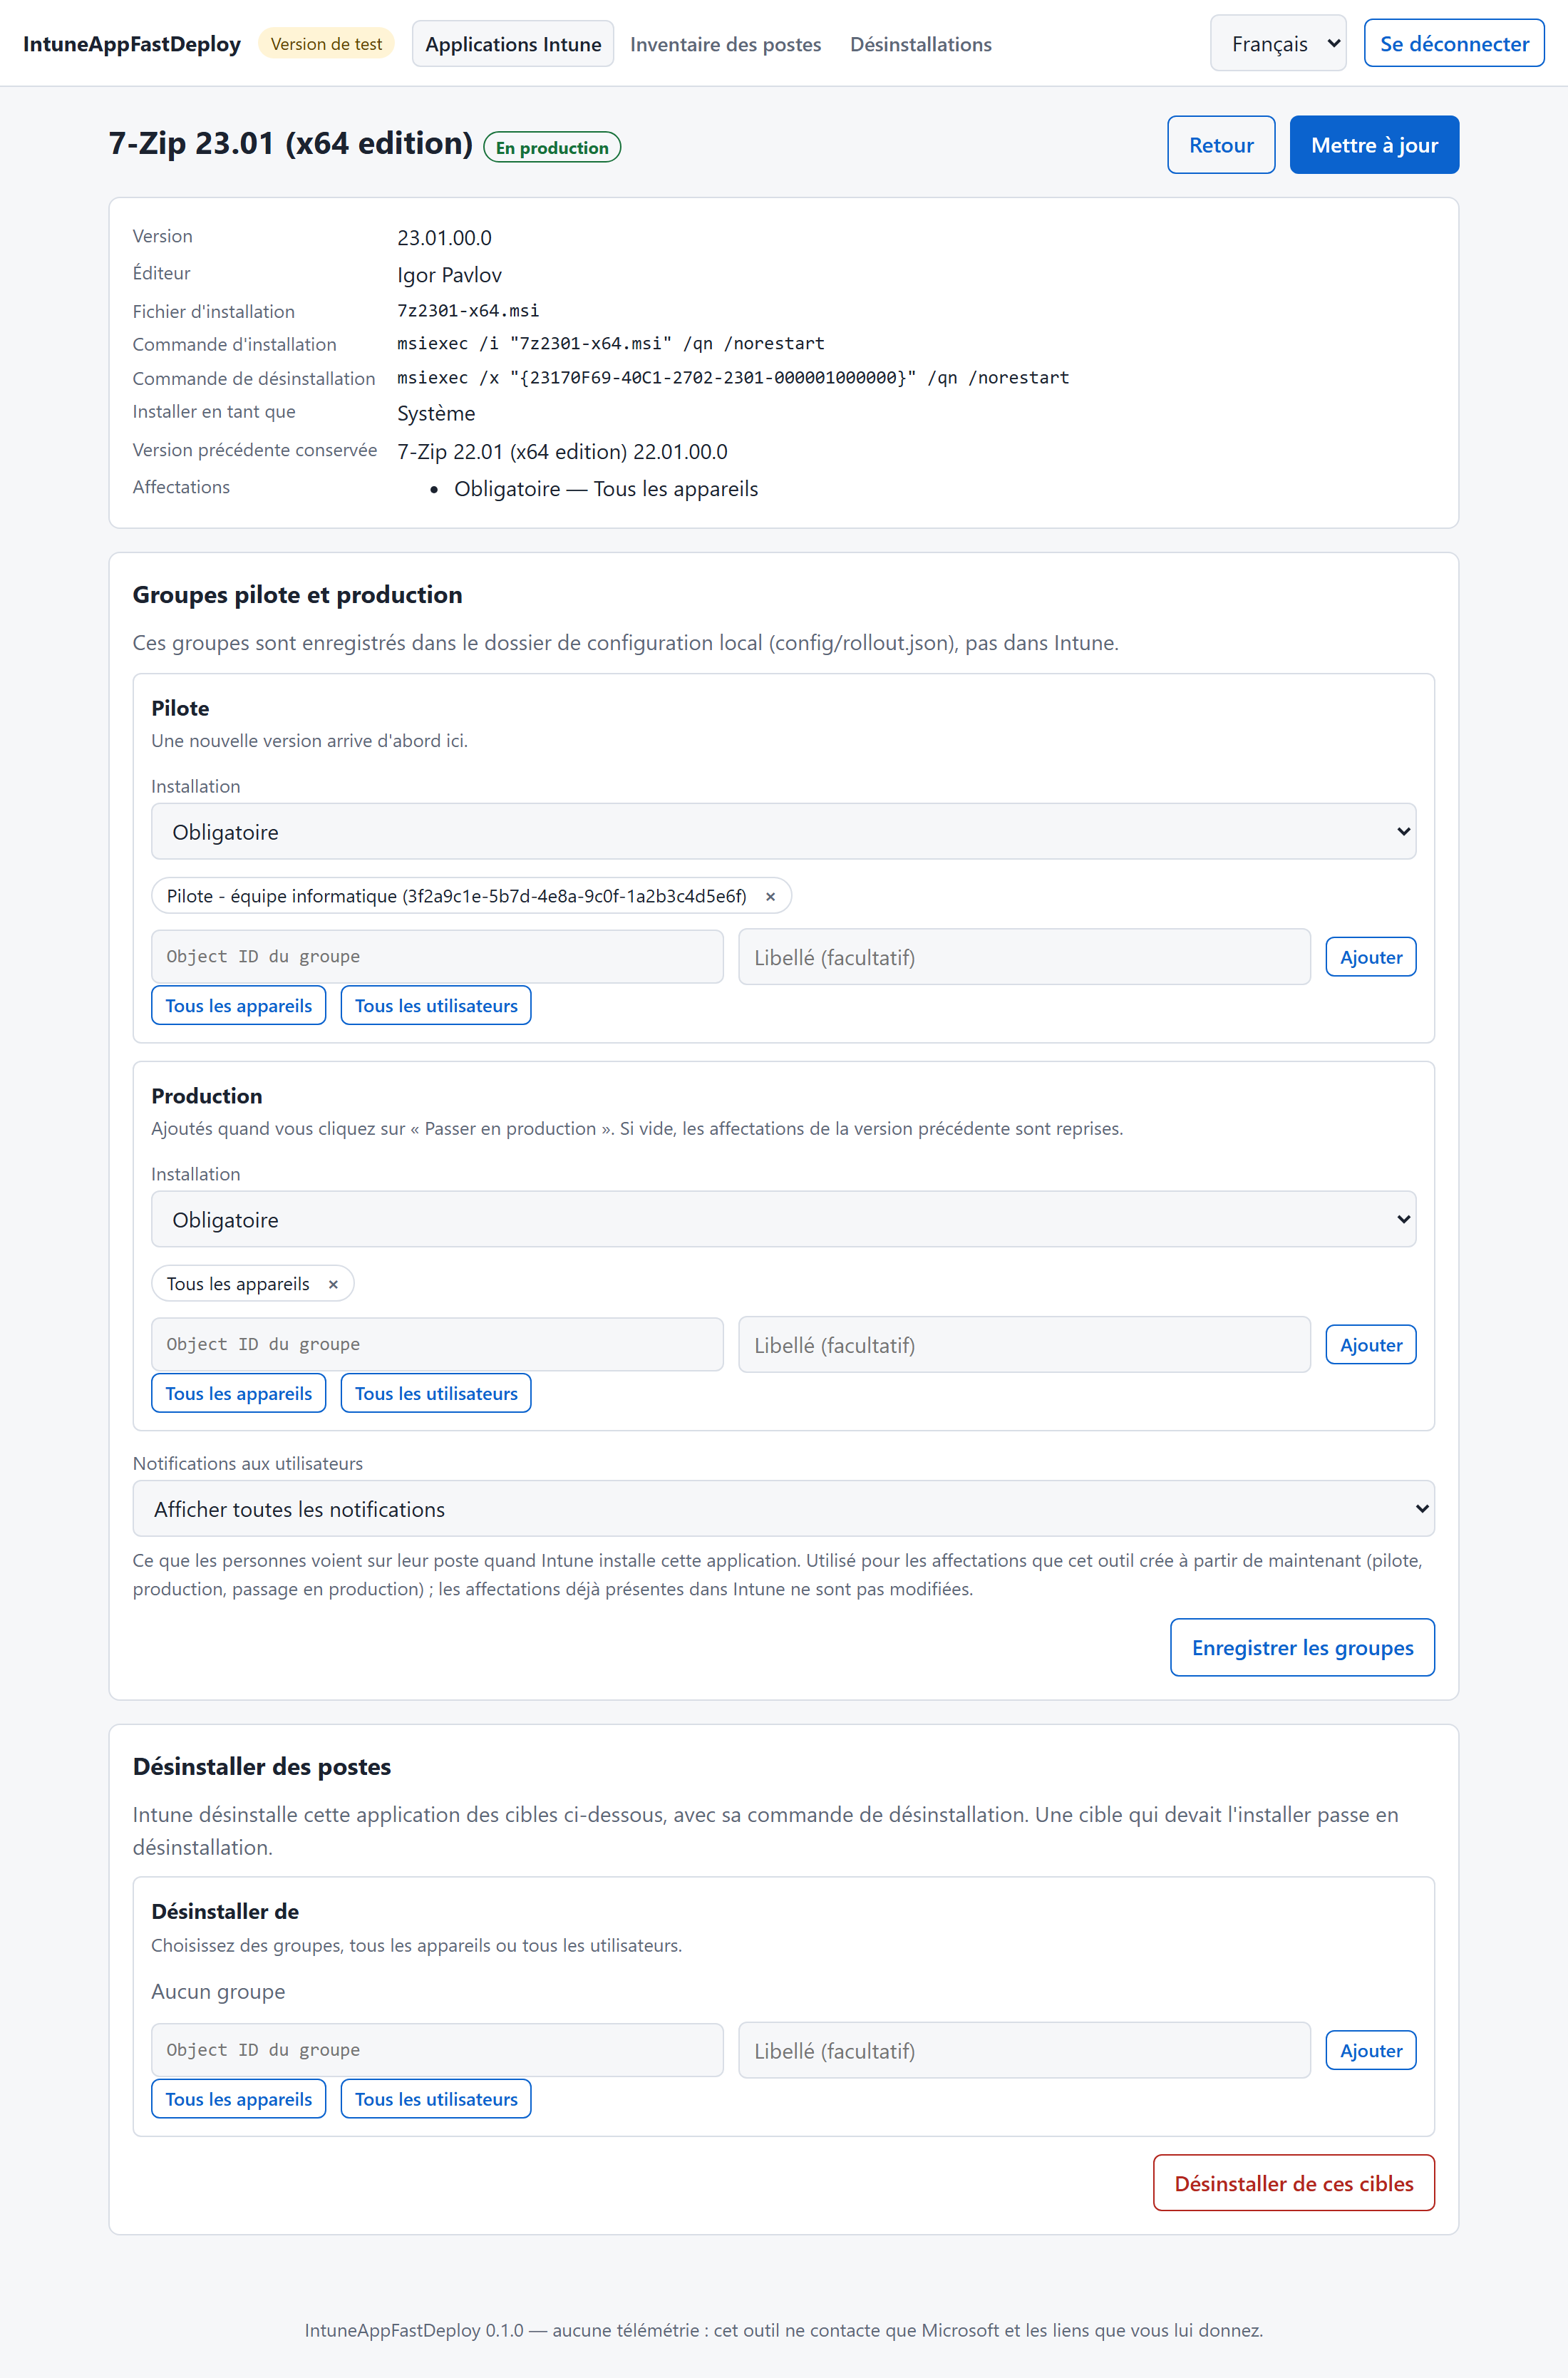 IntuneAppFastDeploy Version de test Applications Intune Inventaire des postes Désinstallations Français Se déconnecter
7-Zip 23.01 (x64 edition) En production Retour Mettre à jour
Version 23.01.00.0
Éditeur Igor Pavlov
Fichier d'installation 7z2301-x64.msi
Commande d'installation msiexec /i "7z2301-x64.msi" /qn /norestart
Commande de désinstallation msiexec /x "{23170F69-40C1-2702-2301-000001000000}" /qn /norestart
Installer en tant que Système
Version précédente conservée 7-Zip 22.01 (x64 edition) 22.01.00.0
Affectations • Obligatoire — Tous les appareils
Groupes pilote et production
Ces groupes sont enregistrés dans le dossier de configuration local (config/rollout.json), pas dans Intune.
Pilote
Une nouvelle version arrive d'abord ici.
Installation
Obligatoire
Pilote - équipe informatique (3f2a9c1e-5b7d-4e8a-9c0f-1a2b3c4d5e6f) ×
Object ID du groupe Libellé (facultatif) Ajouter
Tous les appareils Tous les utilisateurs
Production
Ajoutés quand vous cliquez sur « Passer en production ». Si vide, les affectations de la version précédente sont reprises.
Installation
Obligatoire
Tous les appareils ×
Object ID du groupe Libellé (facultatif) Ajouter
Tous les appareils Tous les utilisateurs
Notifications aux utilisateurs
Afficher toutes les notifications
Ce que les personnes voient sur leur poste quand Intune installe cette application. Utilisé pour les affectations que cet outil crée à partir de maintenant (pilote,
production, passage en production) ; les affectations déjà présentes dans Intune ne sont pas modifiées.
Enregistrer les groupes
Désinstaller des postes
Intune désinstalle cette application des cibles ci-dessous, avec sa commande de désinstallation. Une cible qui devait l'installer passe en
désinstallation.
Désinstaller de
Choisissez des groupes, tous les appareils ou tous les utilisateurs.
Aucun groupe
Object ID du groupe Libellé (facultatif) Ajouter
Tous les appareils Tous les utilisateurs
Désinstaller de ces cibles
IntuneAppFastDeploy 0.1.0 — aucune télémétrie : cet outil ne contacte que Microsoft et les liens que vous lui donnez.